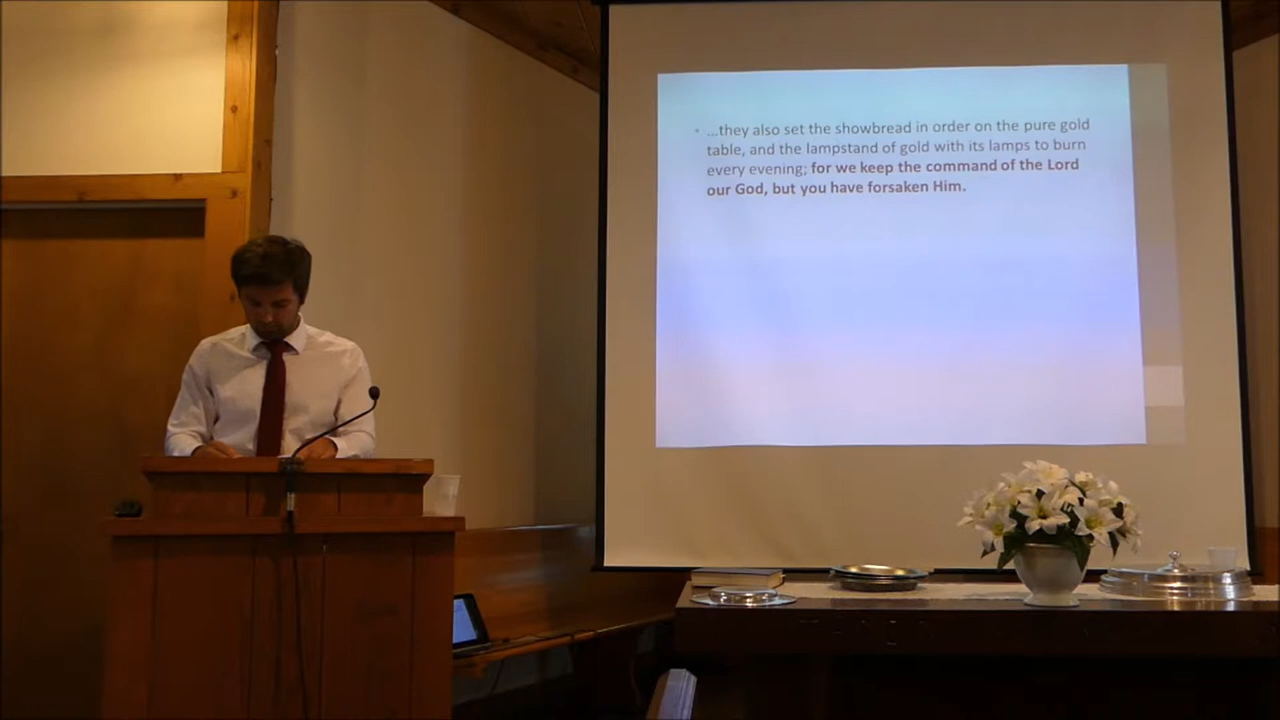 • ...they also set the showbread in order on the pure gold
table, and the lampstand of gold with its lamps to burn
every evening; for we keep the command of the Lord
our God, but you have forsaken Him.